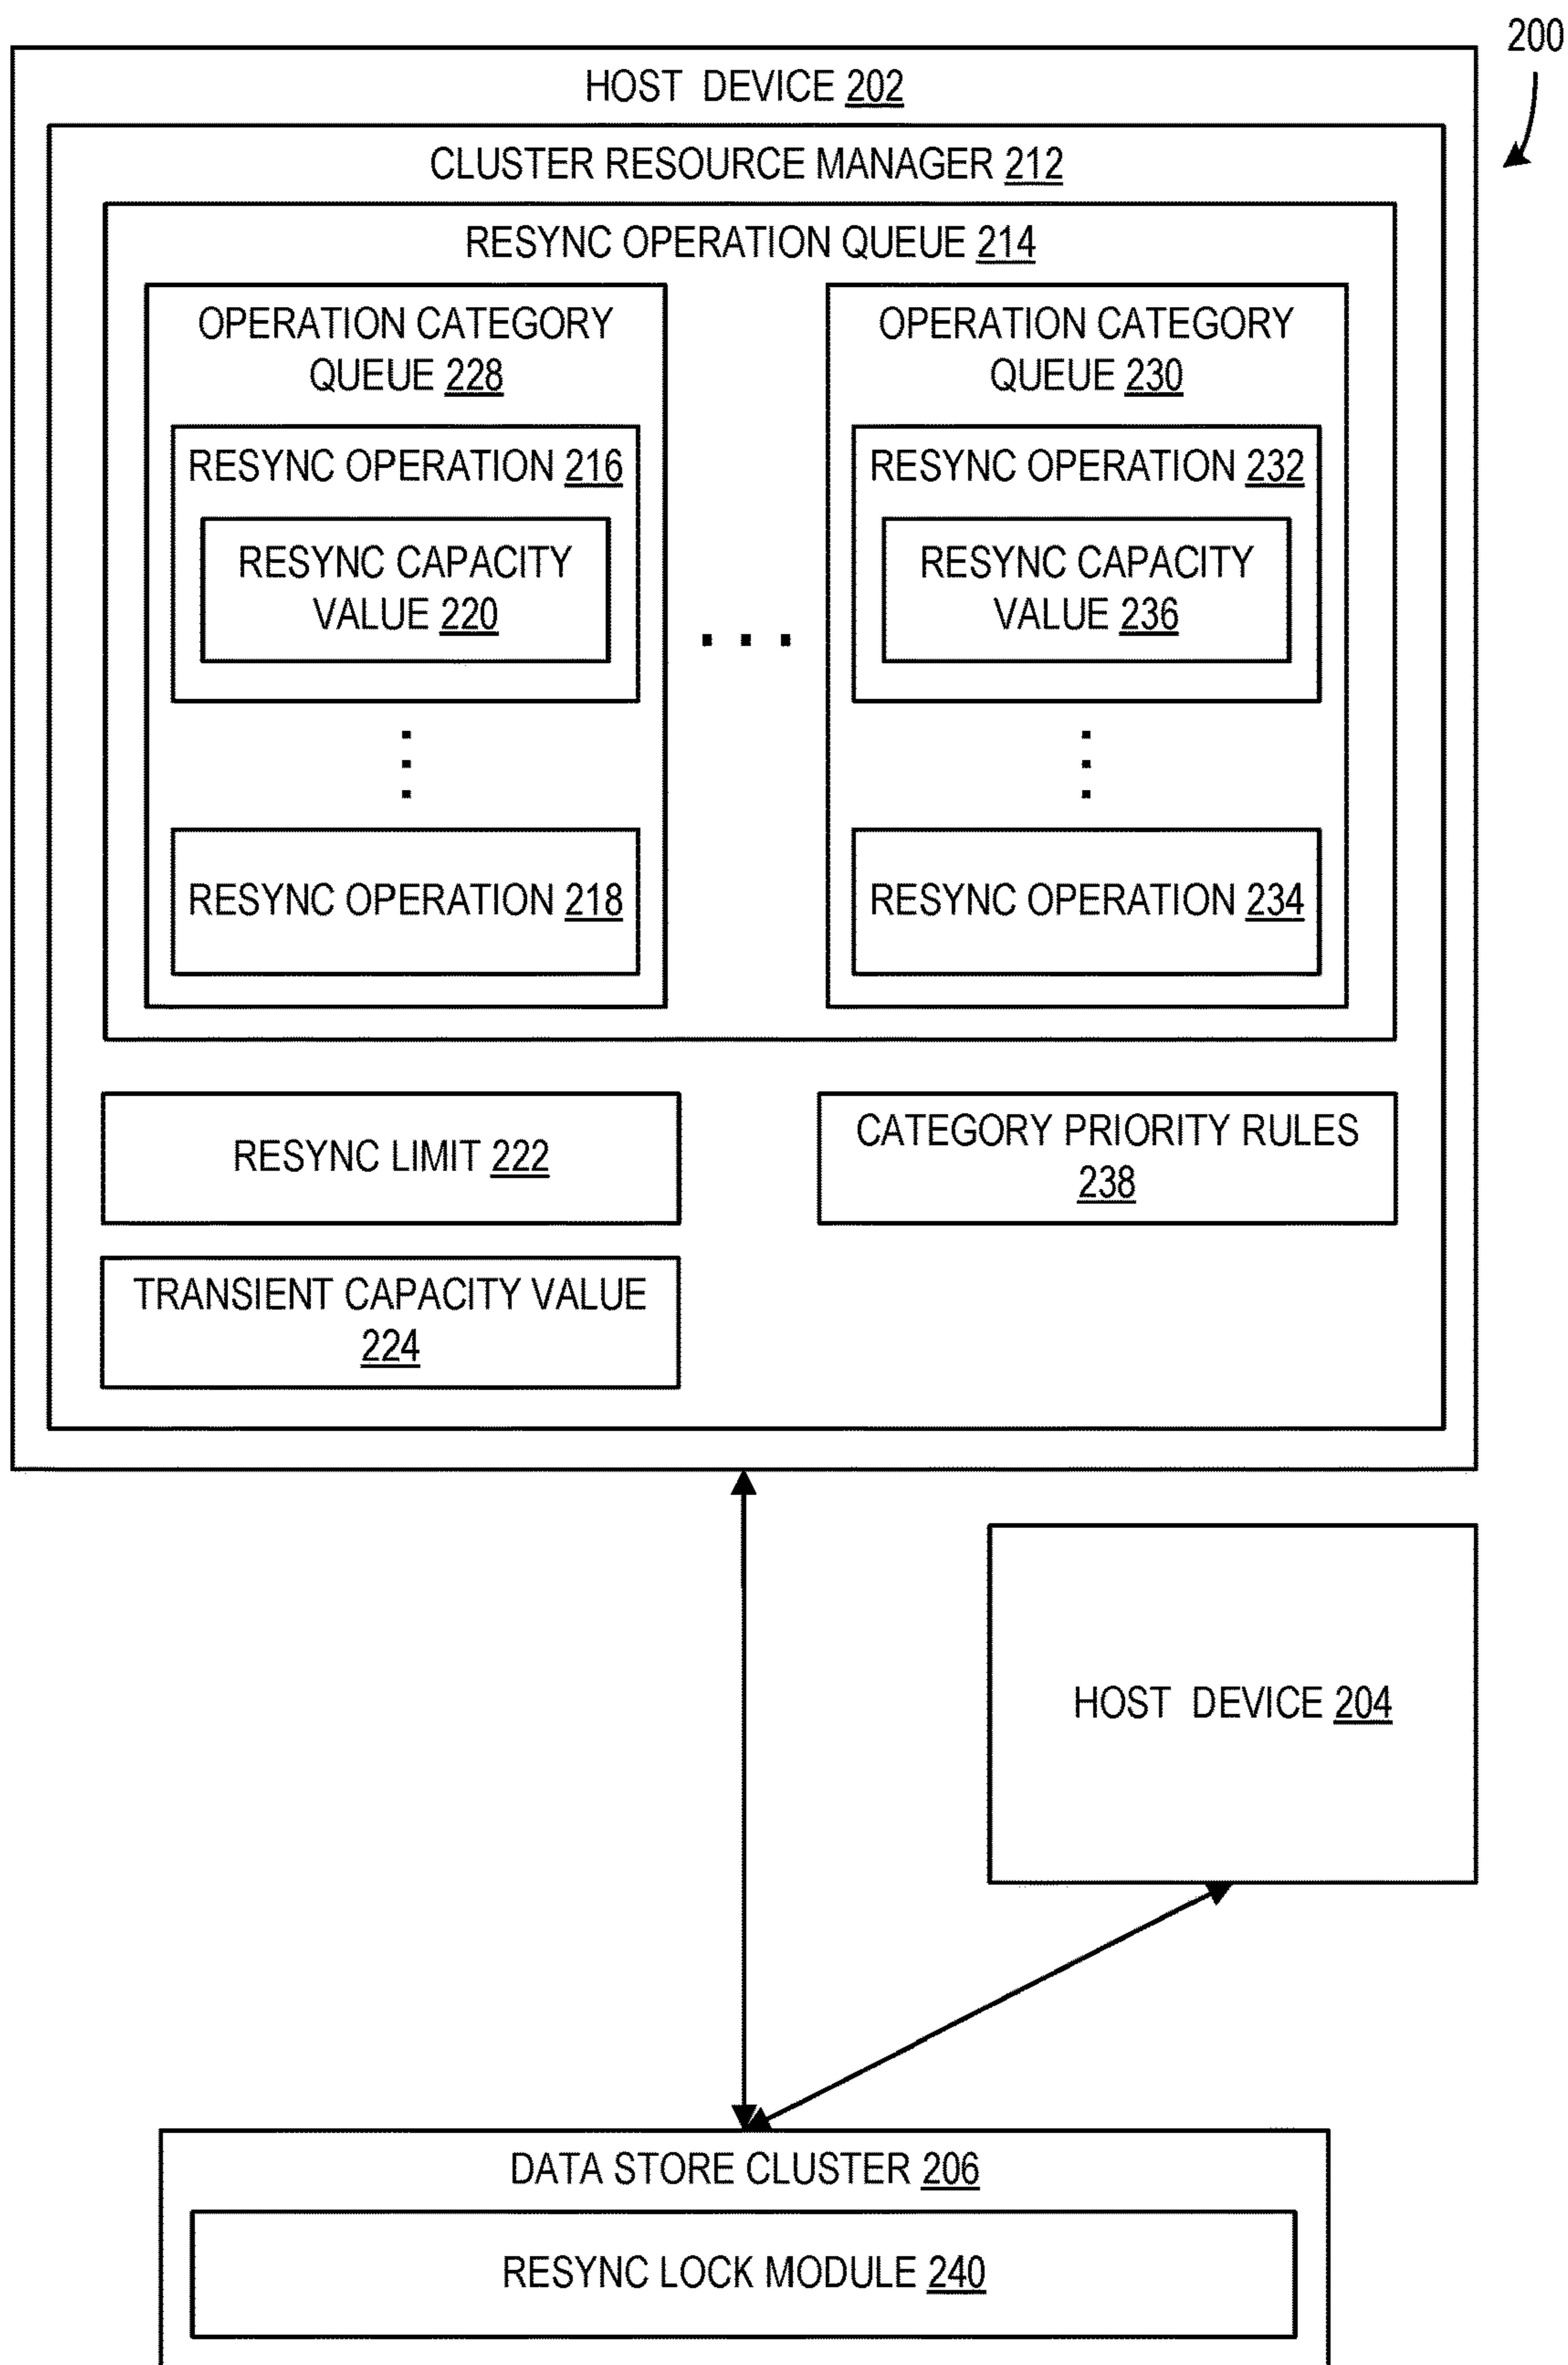 200
HOST DEVICE 202
CLUSTER RESOURCE MANAGER 212
RESYNC OPERATION QUEUE 214
OPERATION CATEGORY
QUEUE 228
RESYNC OPERATION 216
RESYNC CAPACITY
VALUE 220
RESYNC OPERATION 218
OPERATION CATEGORY
QUEUE 230
RESYNC OPERATION 232
RESYNC CAPACITY
VALUE 236
RESYNC OPERATION 234
RESYNC LIMIT 222
CATEGORY PRIORITY RULES
238
TRANSIENT CAPACITY VALUE
224
HOST DEVICE 204
DATA STORE CLUSTER 206
RESYNC LOCK MODULE 240